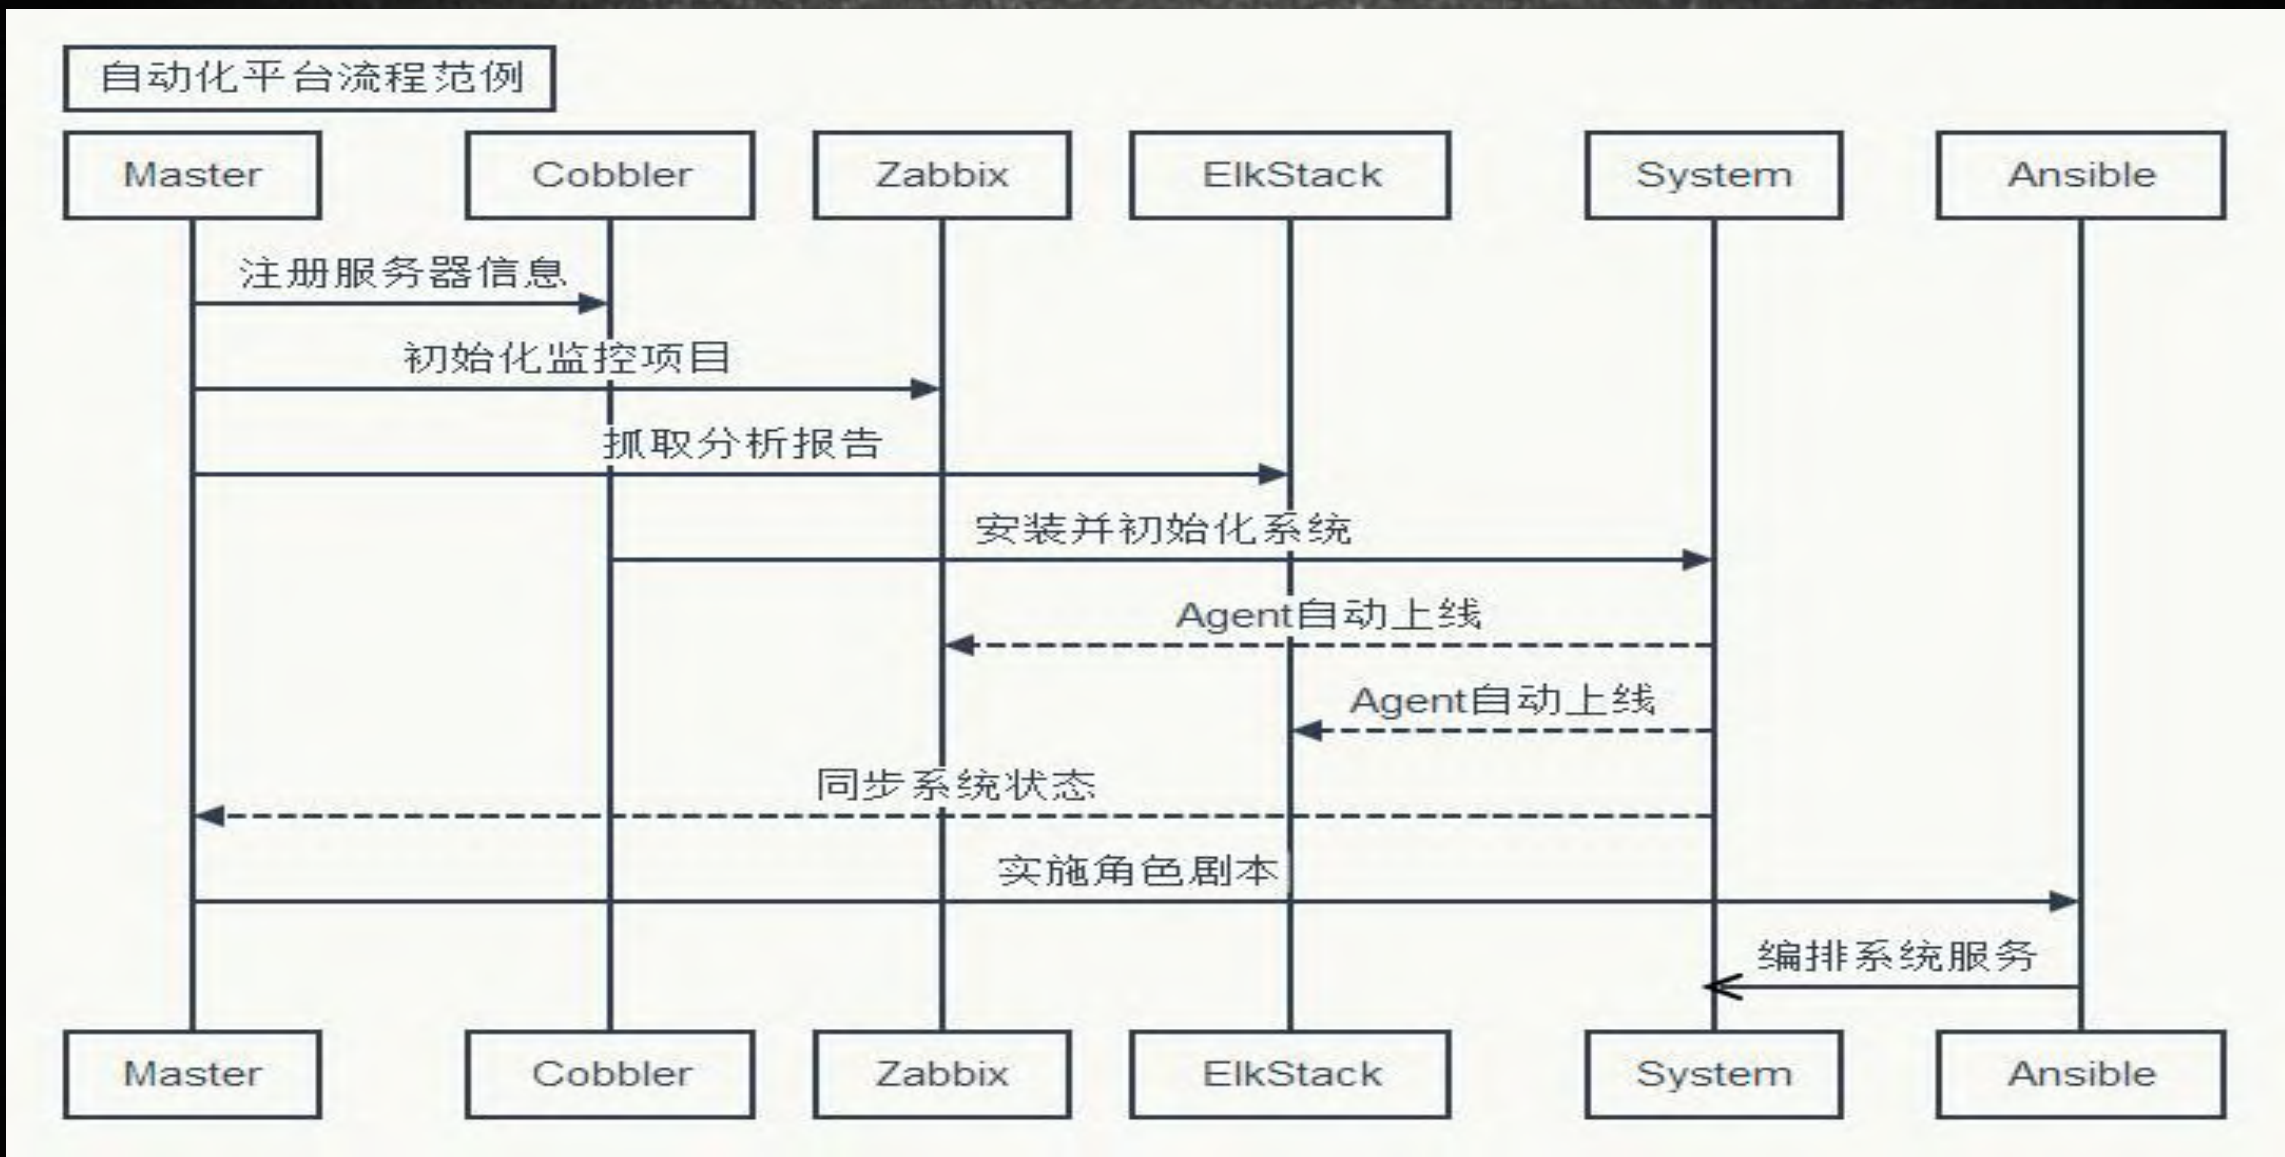 自动化平台流程范例
Master Cobbler Zabbix ElkStack System Ansible
注册服务器信息
初始化监控项目
抓取分析报告
安装并初始化系统
Agent自动上线
Agent自动上线
同步系统状态
实施角色剧本
编排系统服务
Master Cobbler Zabbix ElkStack System Ansible